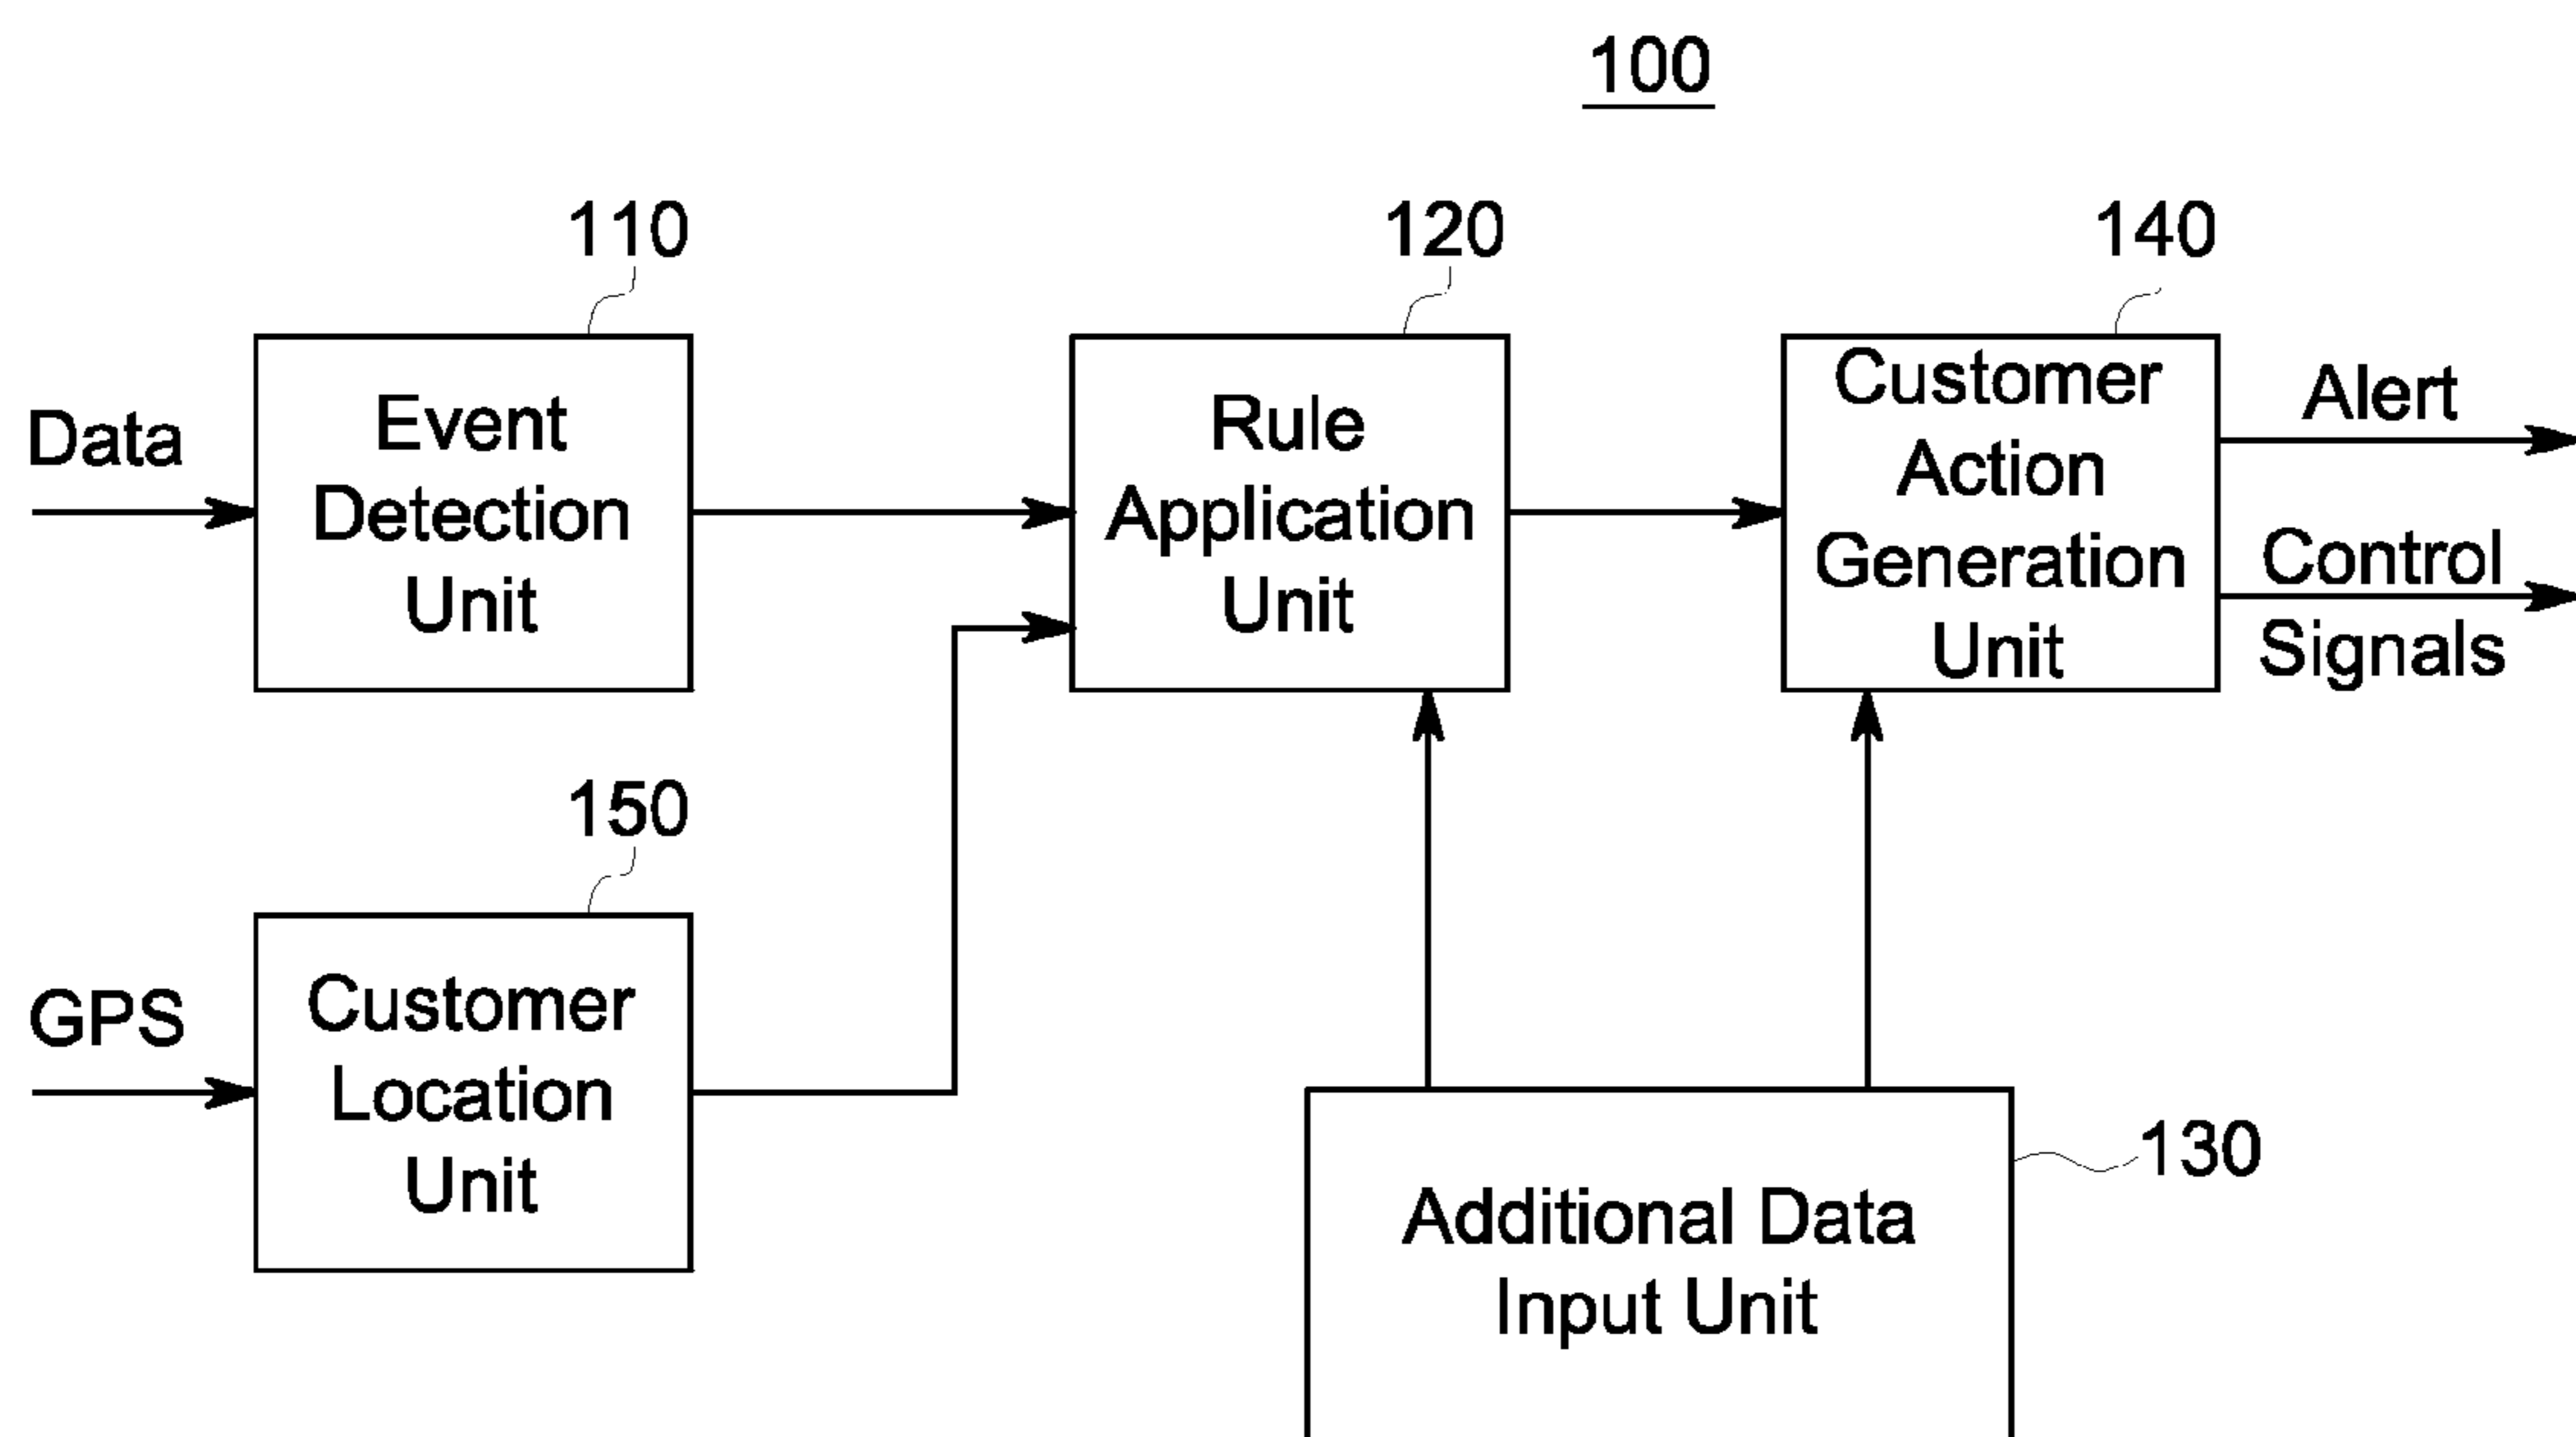 100
110
120
140
Data
Event
Detection
Unit
Rule
Application
Unit
Customer
Action
Generation
Unit
Alert
Control
Signals
150
GPS
Customer
Location
Unit
130
Additional Data
Input Unit